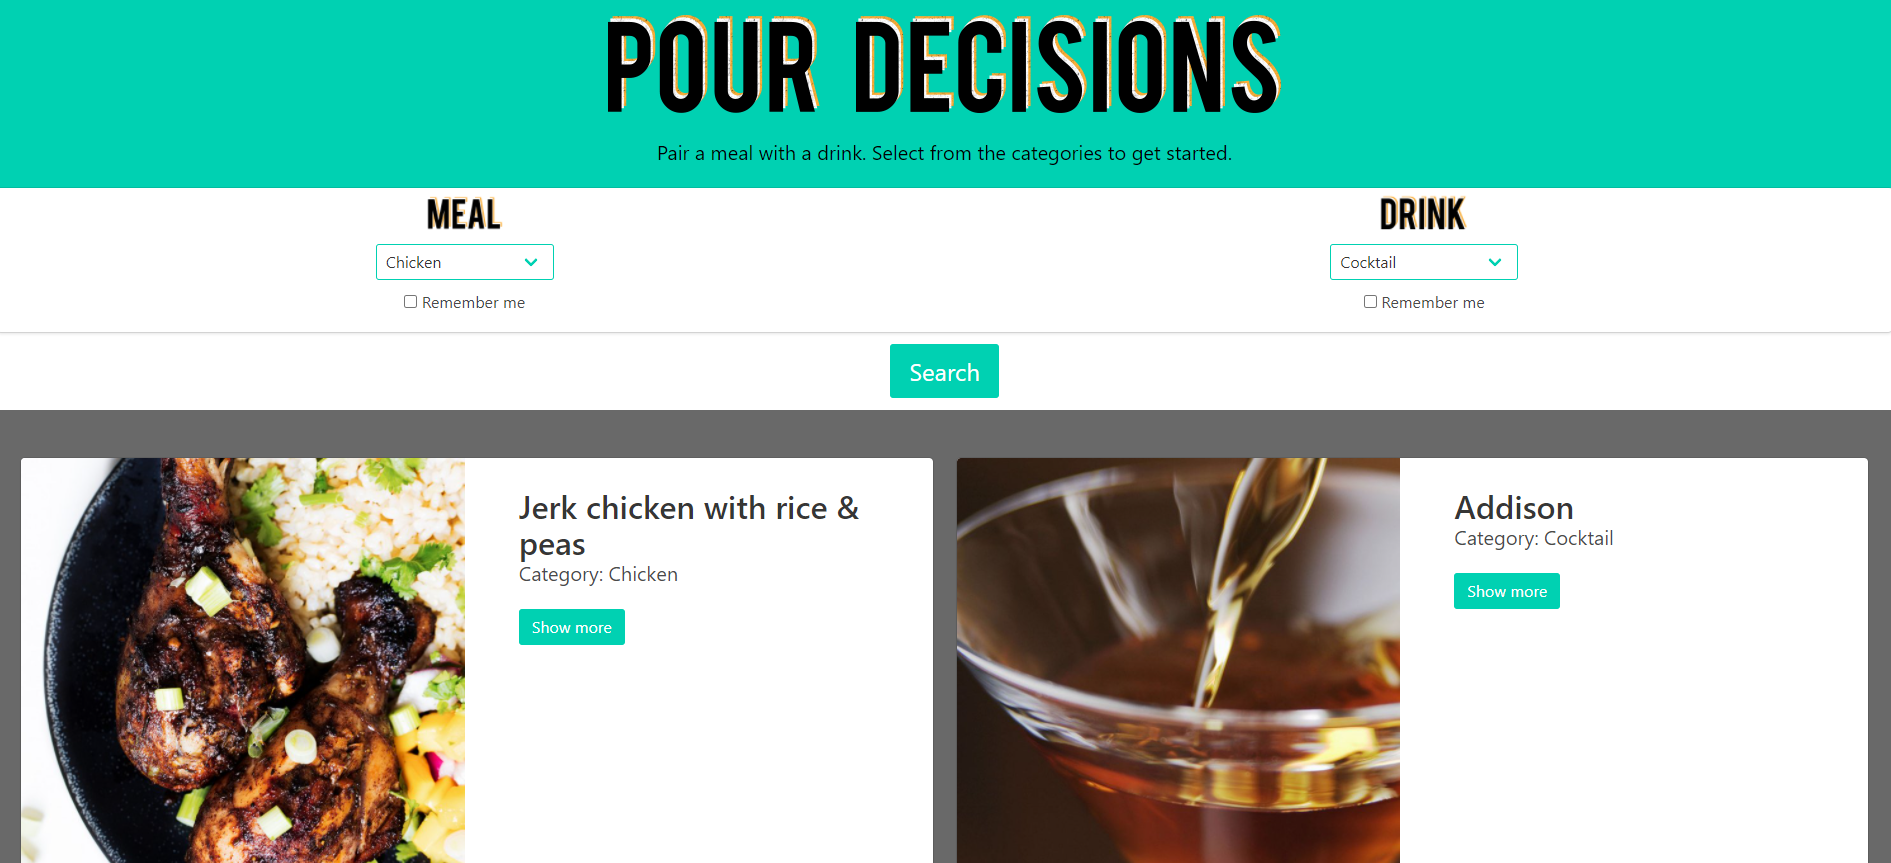 POUR DECISIONS
Pair a meal with a drink. Select from the categories to get started.
MEAL
Chicken
Remember me
DRINK
Cocktail
Remember me
Search
Jerk chicken with rice &
peas
Category: Chicken
Show more
Addison
Category: Cocktail
Show more